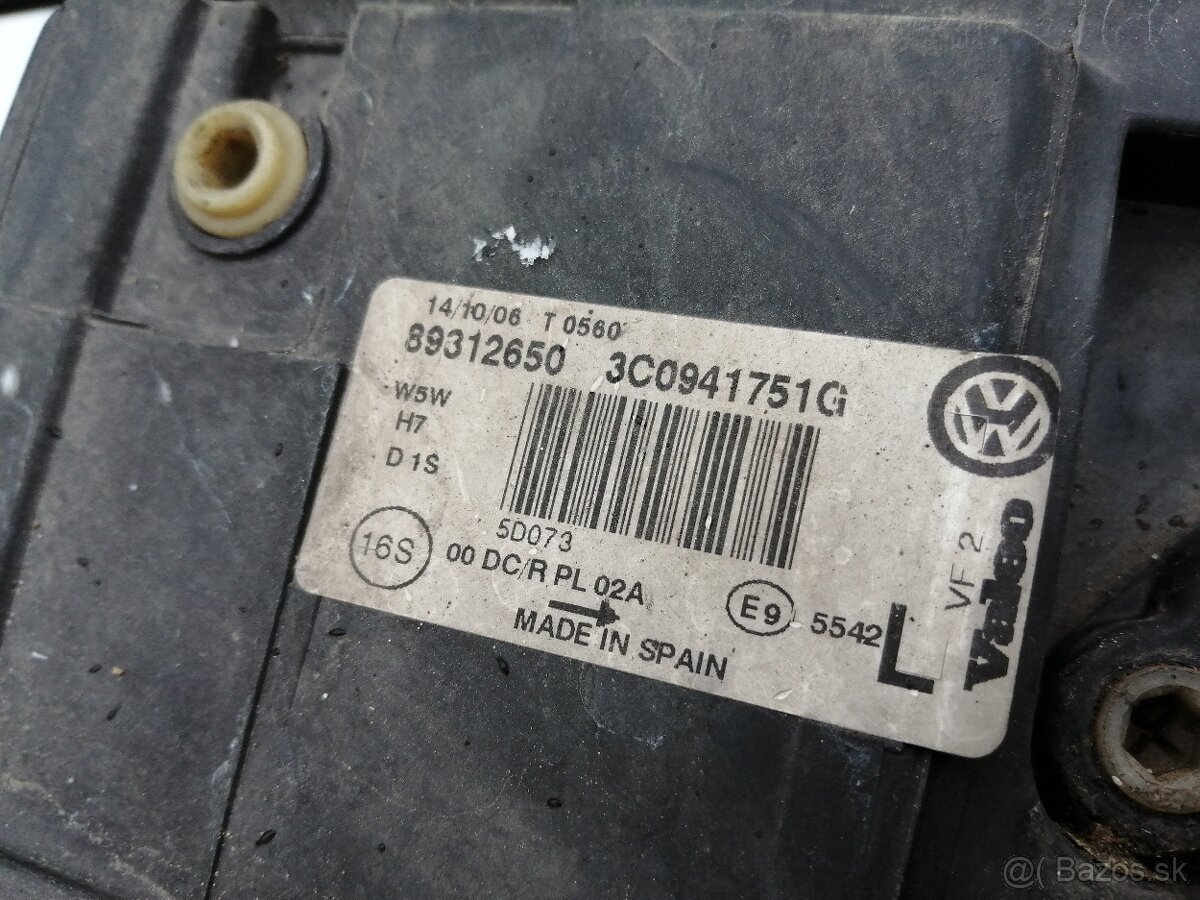 14/10/06 T 0560
89312650 3C0941751G
W5W
H7
D1S
5D073
16S
00 DC/R PL 02A
E9 5542
L
VF 2
Valeo
MADE IN SPAIN
@( Bazos.sk